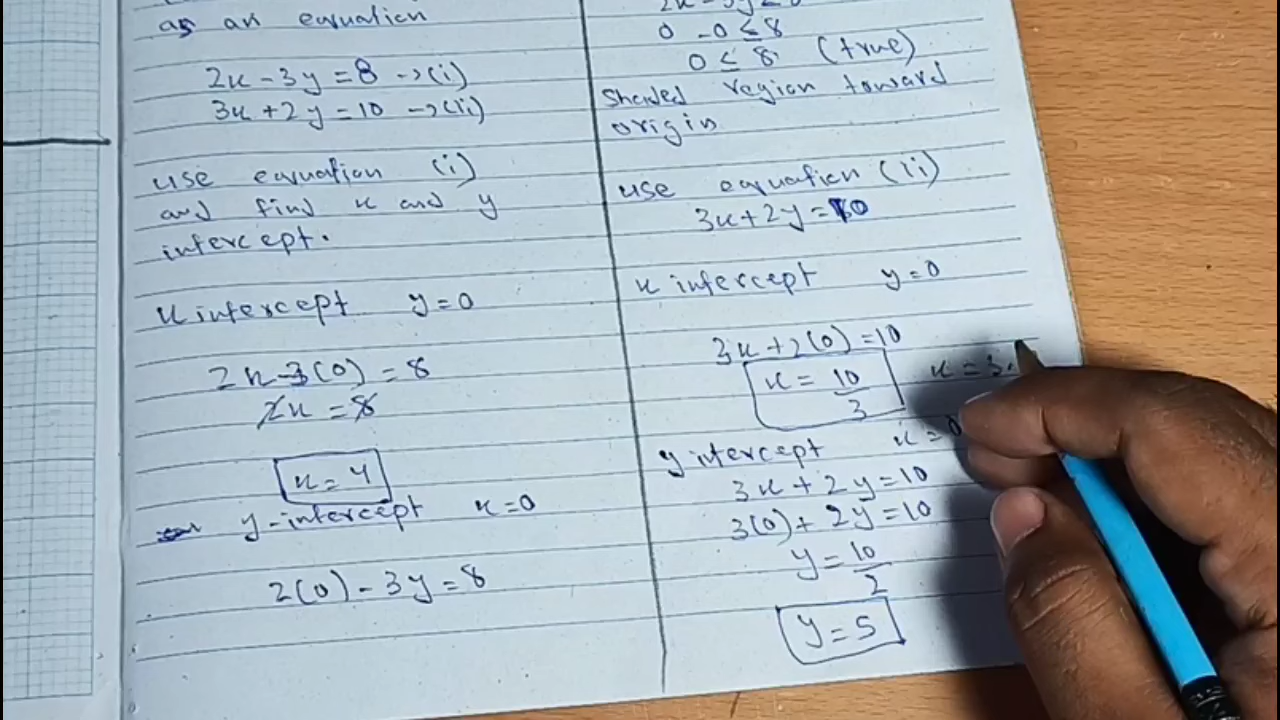 as an equation
2x - 3y = 8 → (i)
3x + 2y = 10 → (ii)
use equation (i)
and find x and y
intercept.
x intercept y = 0
2x - 3(0) = 8
2x = 8
x = 4
y-intercept x = 0
2(0) - 3y = 8
0 - 0 ≤ 8
0 ≤ 8 (true)
Shaded region toward
origin
use equation (ii)
3x + 2y = 10
x intercept y = 0
3x + 2(0) = 10
x = 10/3 x = 3.
y intercept x = 0
3x + 2y = 10
3(0) + 2y = 10
y = 10/2
y = 5